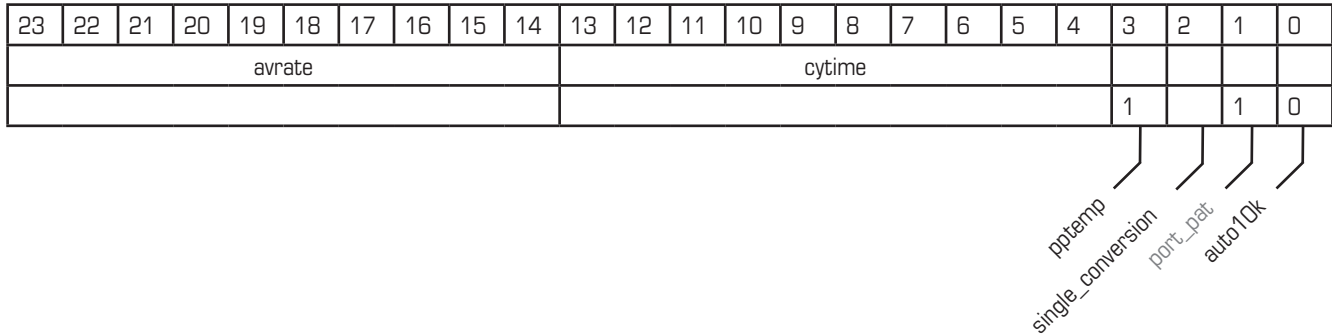 23 22 21 20 19 18 17 16 15 14 13 12 11 10 9 8 7 6 5 4 3 2 1 0
avrate cytime
1 1 0
pptemp single_conversion port_pat auto10k